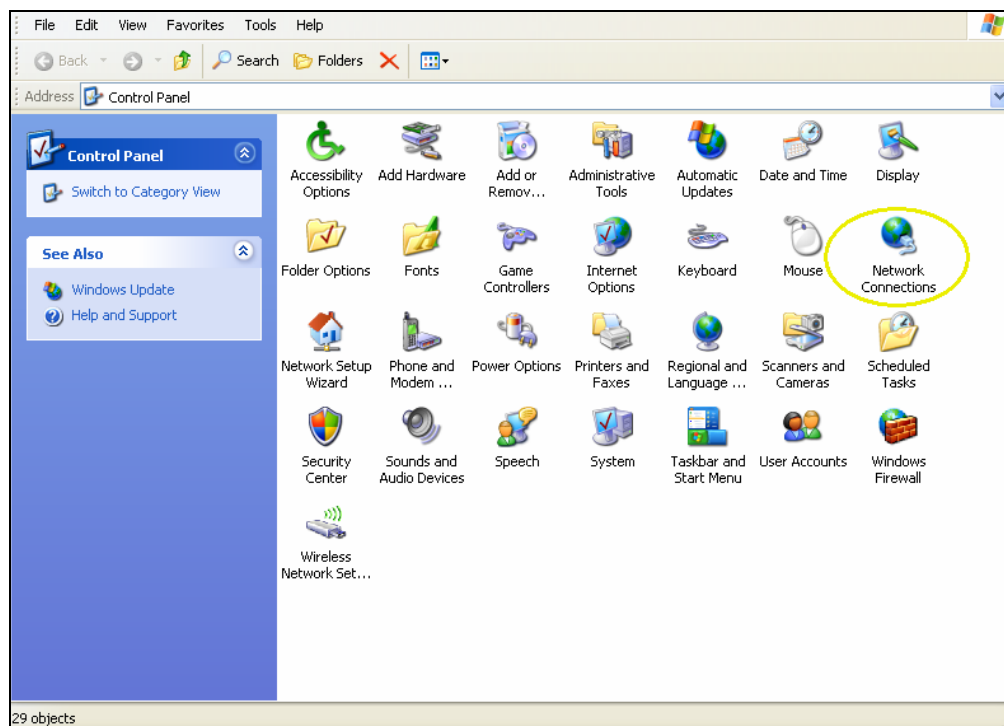 File Edit View Favorites Tools Help
Back Search Folders
Address Control Panel
Control Panel
Switch to Category View
See Also
Windows Update
Help and Support
Accessibility Options
Add Hardware
Add or Remov...
Administrative Tools
Automatic Updates
Date and Time
Display
Folder Options
Fonts
Game Controllers
Internet Options
Keyboard
Mouse
Network Connections
Network Setup Wizard
Phone and Modem ...
Power Options
Printers and Faxes
Regional and Language ...
Scanners and Cameras
Scheduled Tasks
Security Center
Sounds and Audio Devices
Speech
System
Taskbar and Start Menu
User Accounts
Windows Firewall
Wireless Network Set...
29 objects